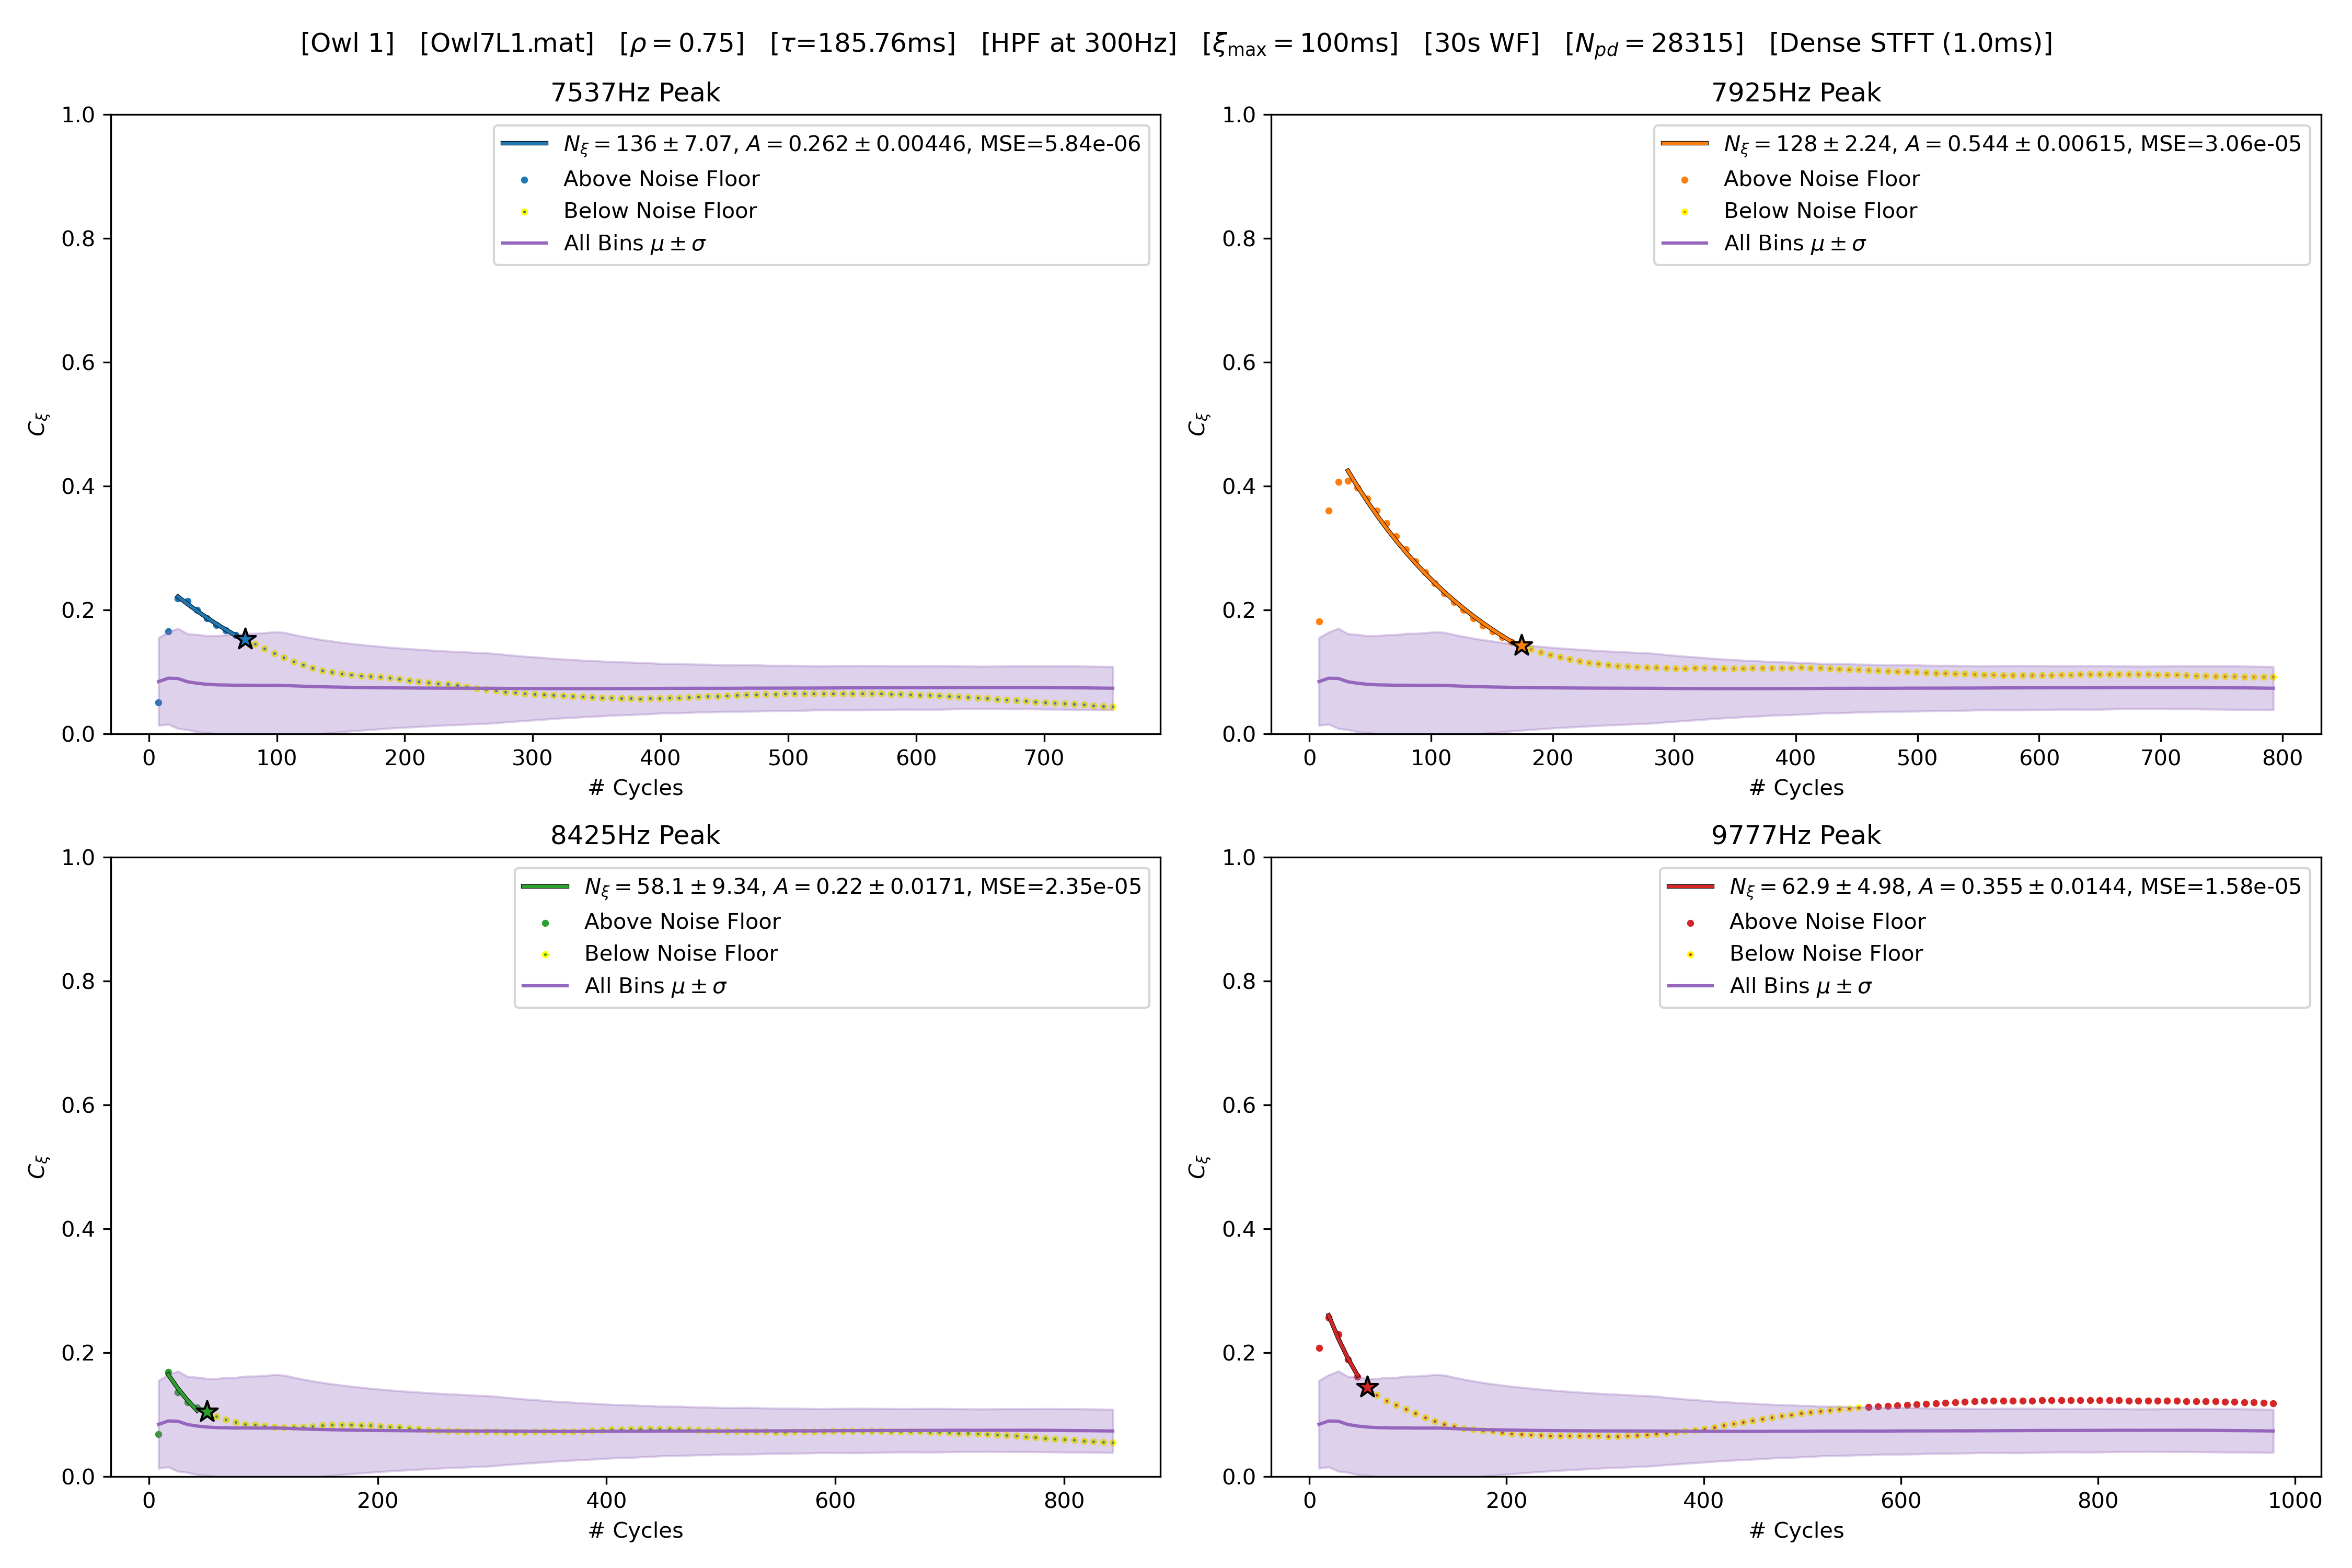 [Owl 1] [Owl7L1.mat] [ρ = 0.75] [τ=185.76ms] [HPF at 300Hz] [ξmax = 100ms] [30s WF] [Npd = 28315] [Dense STFT (1.0ms)]
7537Hz Peak
1.0
0.8
0.6
0.4
0.2
0.0
Cξ
Nξ = 136 ± 7.07, A = 0.262 ± 0.00446, MSE=5.84e-06
Above Noise Floor
Below Noise Floor
All Bins μ ± σ
0 100 200 300 400 500 600 700
# Cycles
7925Hz Peak
1.0
0.8
0.6
0.4
0.2
0.0
Cξ
Nξ = 128 ± 2.24, A = 0.544 ± 0.00615, MSE=3.06e-05
Above Noise Floor
Below Noise Floor
All Bins μ ± σ
0 100 200 300 400 500 600 700 800
# Cycles
8425Hz Peak
1.0
0.8
0.6
0.4
0.2
0.0
Cξ
Nξ = 58.1 ± 9.34, A = 0.22 ± 0.0171, MSE=2.35e-05
Above Noise Floor
Below Noise Floor
All Bins μ ± σ
0 200 400 600 800
# Cycles
9777Hz Peak
1.0
0.8
0.6
0.4
0.2
0.0
Cξ
Nξ = 62.9 ± 4.98, A = 0.355 ± 0.0144, MSE=1.58e-05
Above Noise Floor
Below Noise Floor
All Bins μ ± σ
0 200 400 600 800 1000
# Cycles